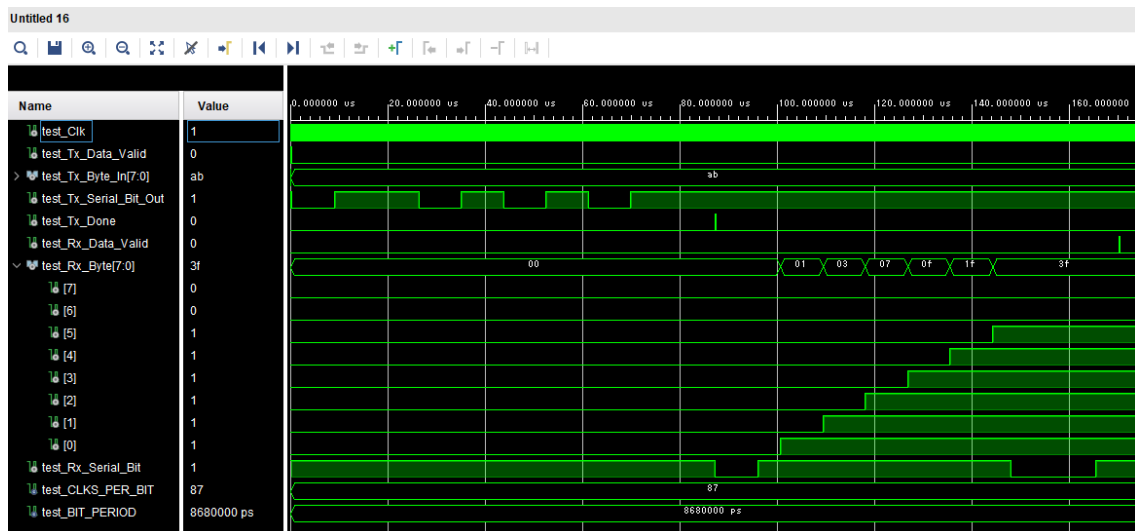 Untitled 16
Name Value 0.000000 us 20.000000 us 40.000000 us 60.000000 us 80.000000 us 100.000000 us 120.000000 us 140.000000 us 160.000000
test_Clk 1
test_Tx_Data_Valid 0
test_Tx_Byte_In[7:0] ab ab
test_Tx_Serial_Bit_Out 1
test_Tx_Done 0
test_Rx_Data_Valid 0
test_Rx_Byte[7:0] 3f 00 01 03 07 0f 1f 3f
[7] 0
[6] 0
[5] 1
[4] 1
[3] 1
[2] 1
[1] 1
[0] 1
test_Rx_Serial_Bit 1
test_CLKS_PER_BIT 87 87
test_BIT_PERIOD 8680000 ps 8680000 ps